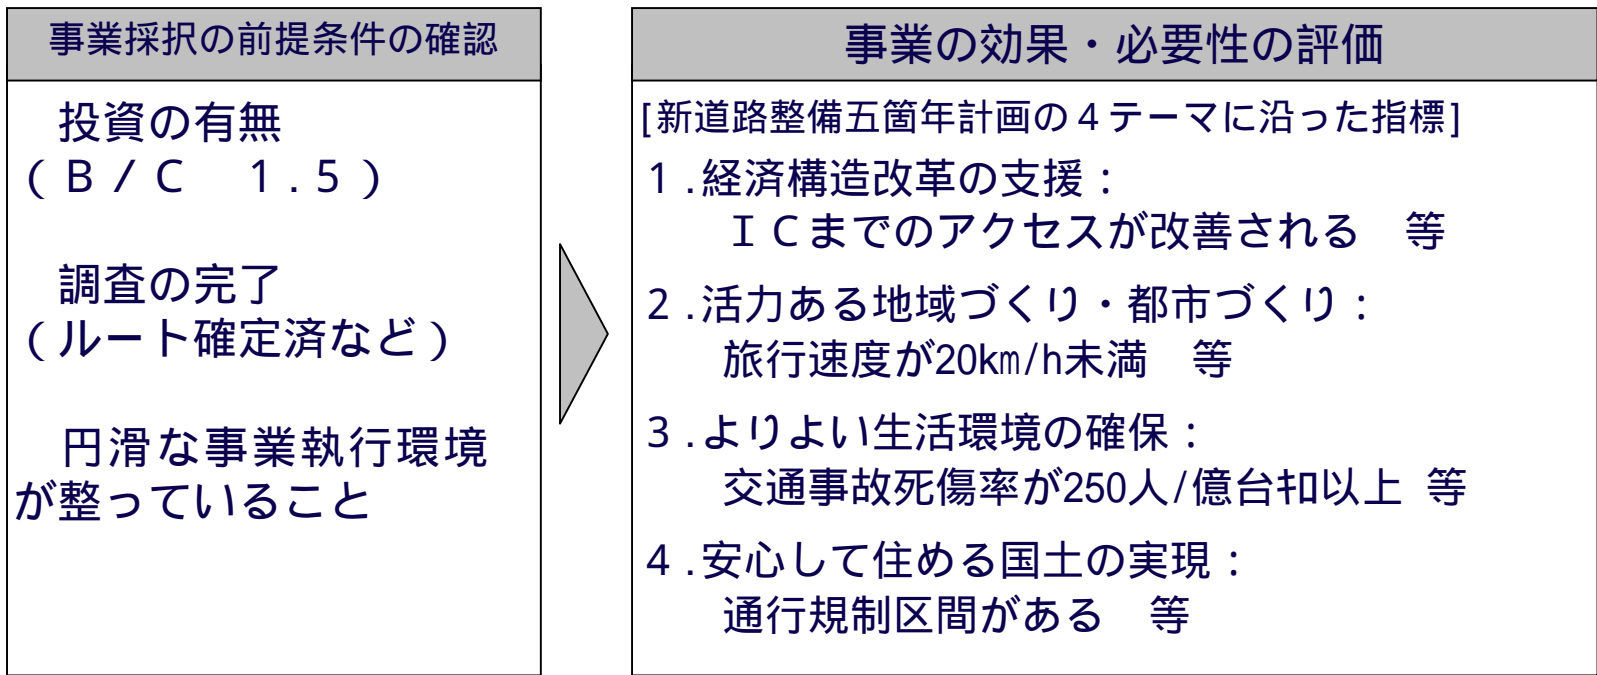 事業採択の前提条件の確認
投資の有無
(B/C 1.5)
調査の完了
(ルート確定済など)
円滑な事業執行環境
が整っていること
事業の効果・必要性の評価
[新道路整備五箇年計画の4テーマに沿った指標]
1.経済構造改革の支援:
ICまでのアクセスが改善される 等
2.活力ある地域づくり・都市づくり:
旅行速度が20km/h未満 等
3.よりよい生活環境の確保:
交通事故死傷率が250人/億台キロ以上 等
4.安心して住める国土の実現:
通行規制区間がある 等